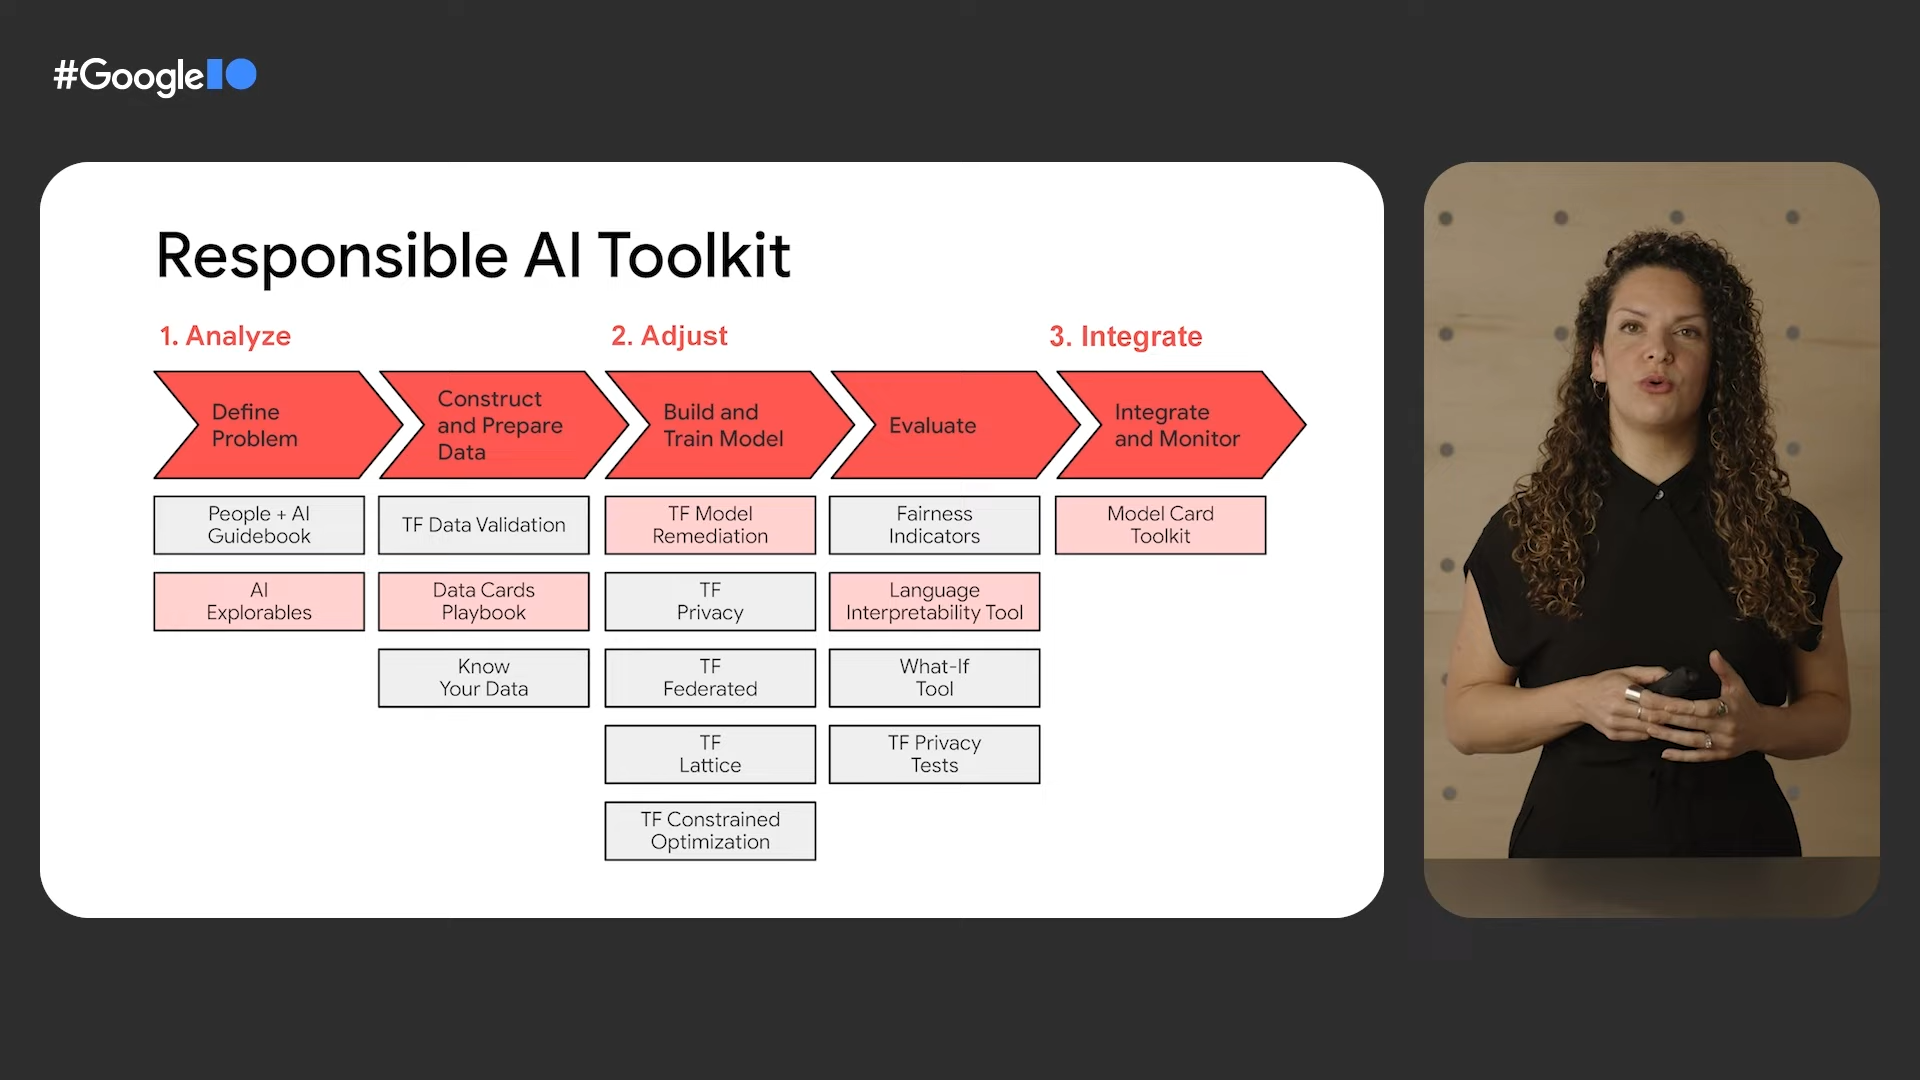 #GoogleIO
Responsible AI Toolkit
1. Analyze
2. Adjust
3. Integrate
Define
Problem
Construct
and Prepare
Data
Build and
Train Model
Evaluate
Integrate
and Monitor
People + AI
Guidebook
TF Data Validation
TF Model
Remediation
Fairness
Indicators
Model Card
Toolkit
AI
Explorables
Data Cards
Playbook
TF
Privacy
Language
Interpretability Tool
Know
Your Data
TF
Federated
What-If
Tool
TF
Lattice
TF Privacy
Tests
TF Constrained
Optimization